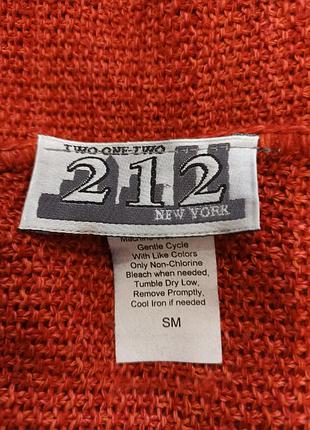 TWO-ONE-TWO
212
NEW YORK
Gentle Cycle
With Like Colors
Only Non-Chlorine
Bleach when needed,
Tumble Dry Low,
Remove Promptly,
Cool Iron if needed
SM